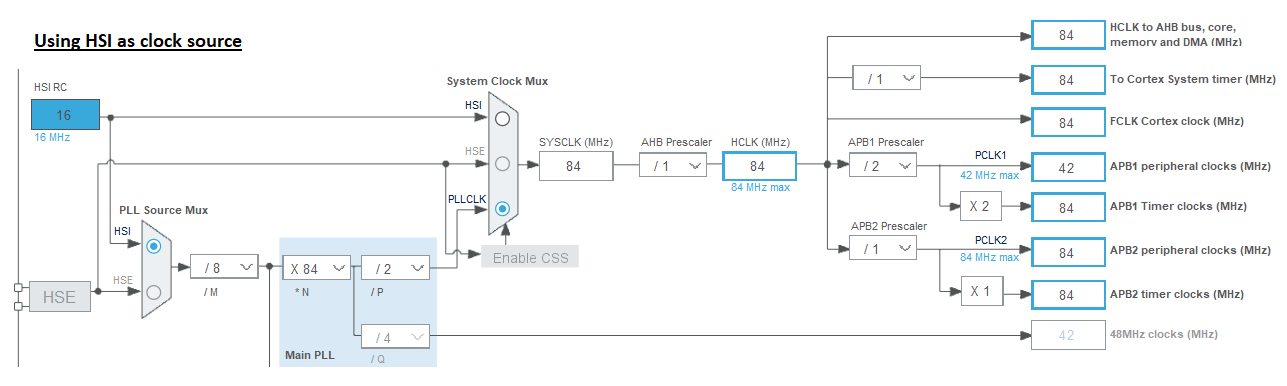 Using HSI as clock source
HSI RC
16
16 MHz
HSI
HSE
PLL Source Mux
HSI
HSE
HSE
/ 8
/ M
X 84
* N
/ 2
/ P
/ 4
/ Q
Main PLL
System Clock Mux
HSI
HSE
PLLCLK
Enable CSS
SYSCLK (MHz)
84
AHB Prescaler
/ 1
HCLK (MHz)
84
84 MHz max
/ 1
APB1 Prescaler
/ 2
PCLK1
42 MHz max
X 2
APB2 Prescaler
/ 1
PCLK2
84 MHz max
X 1
84
HCLK to AHB bus, core,
memory and DMA (MHz)
84
To Cortex System timer (MHz)
84
FCLK Cortex clock (MHz)
42
APB1 peripheral clocks (MHz)
84
APB1 Timer clocks (MHz)
84
APB2 peripheral clocks (MHz)
84
APB2 timer clocks (MHz)
42
48MHz clocks (MHz)